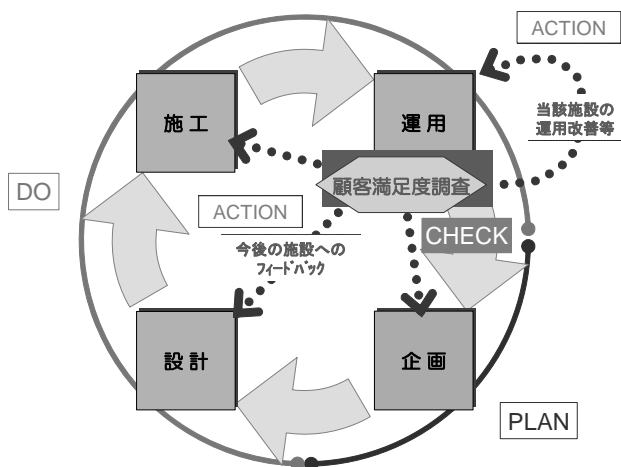 ACTION
施工
運用
当該施設の
運用改善等
DO
顧客満足度調査
ACTION
CHECK
今後の施設への
フィードバック
設計
企画
PLAN